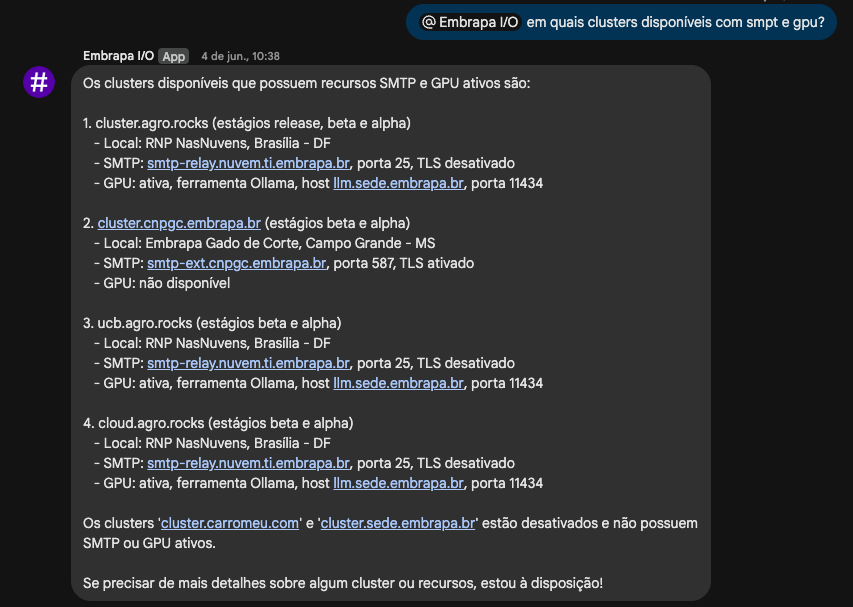 @ Embrapa I/O em quais clusters disponíveis com smpt e gpu?
Embrapa I/O App 4 de jun., 10:38
#
Os clusters disponíveis que possuem recursos SMTP e GPU ativos são:
1. cluster.agro.rocks (estágios release, beta e alpha)
- Local: RNP NasNuvens, Brasília - DF
- SMTP: smtp-relay.nuvem.ti.embrapa.br, porta 25, TLS desativado
- GPU: ativa, ferramenta Ollama, host llm.sede.embrapa.br, porta 11434
2. cluster.cnpgc.embrapa.br (estágios beta e alpha)
- Local: Embrapa Gado de Corte, Campo Grande - MS
- SMTP: smtp-ext.cnpgc.embrapa.br, porta 587, TLS ativado
- GPU: não disponível
3. ucb.agro.rocks (estágios beta e alpha)
- Local: RNP NasNuvens, Brasília - DF
- SMTP: smtp-relay.nuvem.ti.embrapa.br, porta 25, TLS desativado
- GPU: ativa, ferramenta Ollama, host llm.sede.embrapa.br, porta 11434
4. cloud.agro.rocks (estágios beta e alpha)
- Local: RNP NasNuvens, Brasília - DF
- SMTP: smtp-relay.nuvem.ti.embrapa.br, porta 25, TLS desativado
- GPU: ativa, ferramenta Ollama, host llm.sede.embrapa.br, porta 11434
Os clusters 'cluster.carromeu.com' e 'cluster.sede.embrapa.br' estão desativados e não possuem
SMTP ou GPU ativos.
Se precisar de mais detalhes sobre algum cluster ou recursos, estou à disposição!